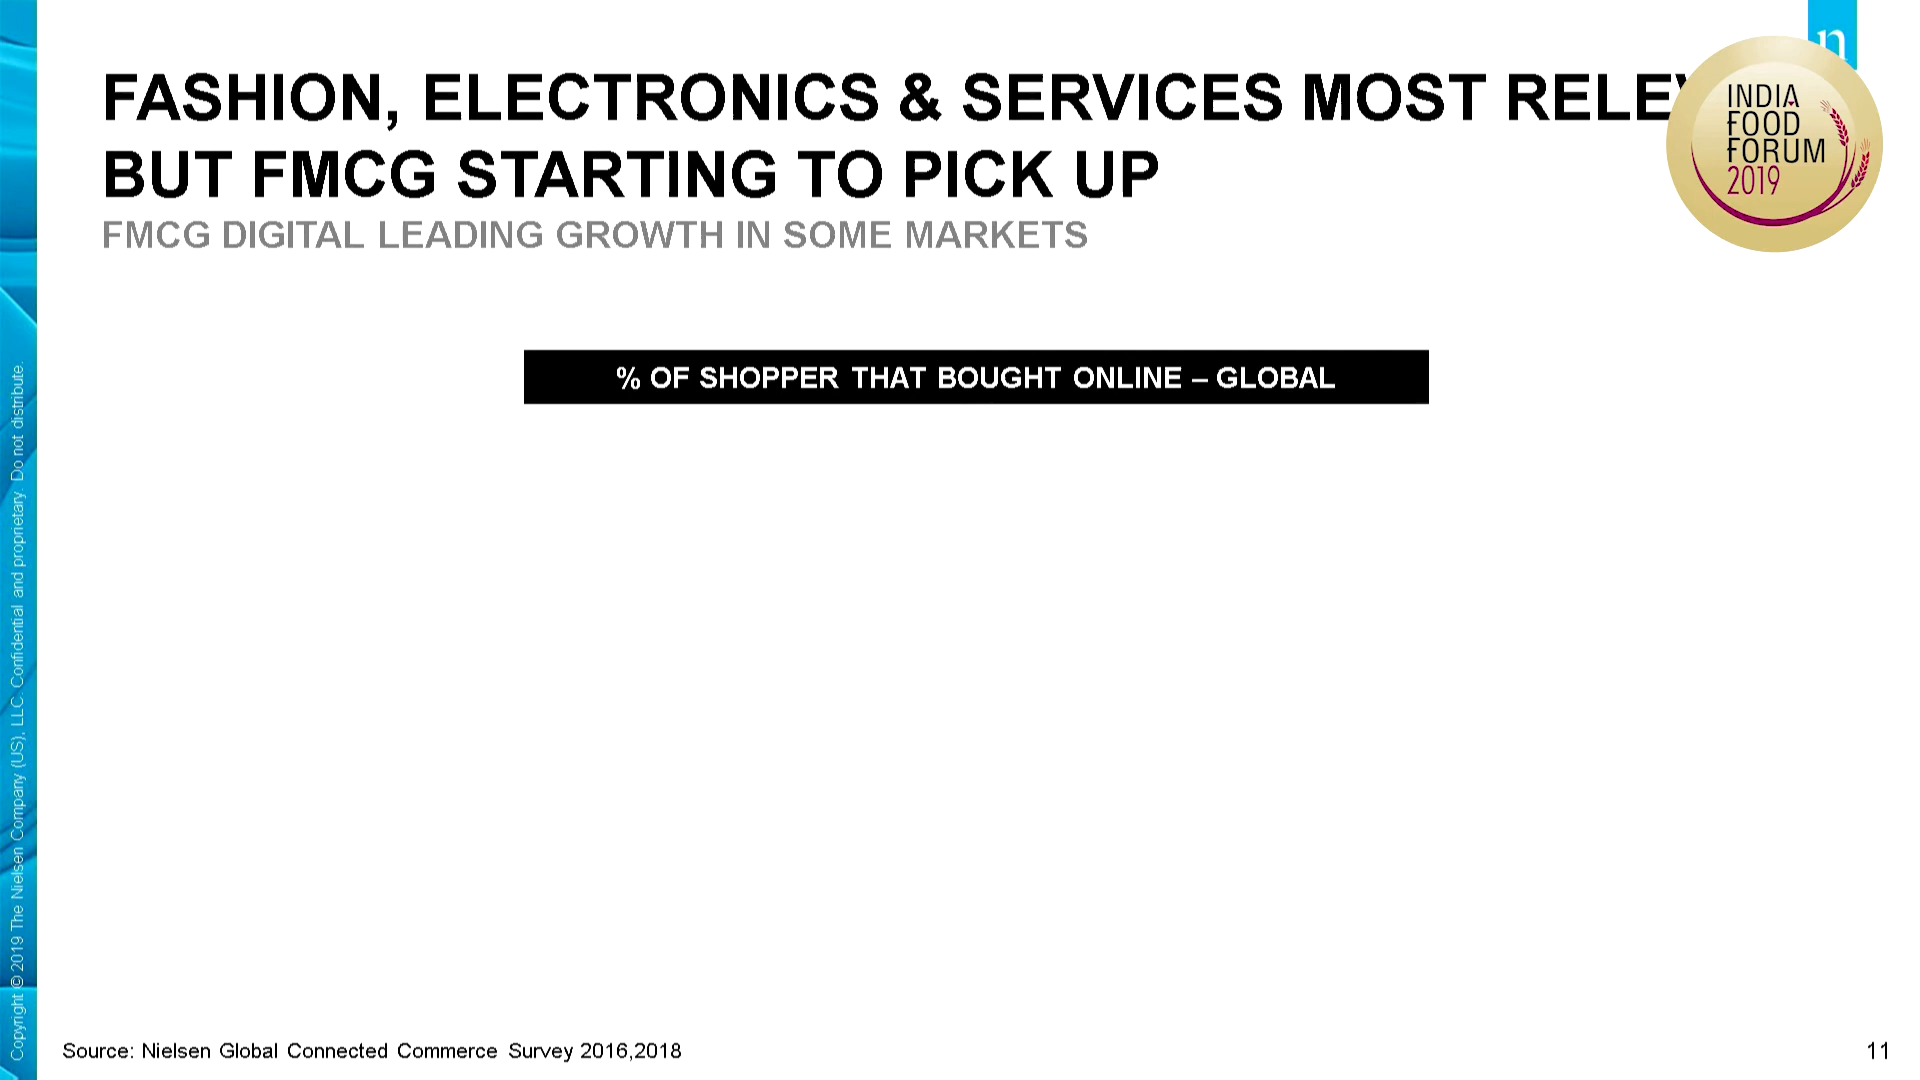 FASHION, ELECTRONICS & SERVICES MOST
BUT FMCG STARTING TO PICK UP
FMCG DIGITAL LEADING GROWTH IN SOME MARKETS
n
INDIA
FOOD
FORUM
2019
% OF SHOPPER THAT BOUGHT ONLINE – GLOBAL
Copyright © 2019 The Nielsen Company (US), LLC. Confidential and proprietary. Do not distribute.
Source: Nielsen Global Connected Commerce Survey 2016,2018
11